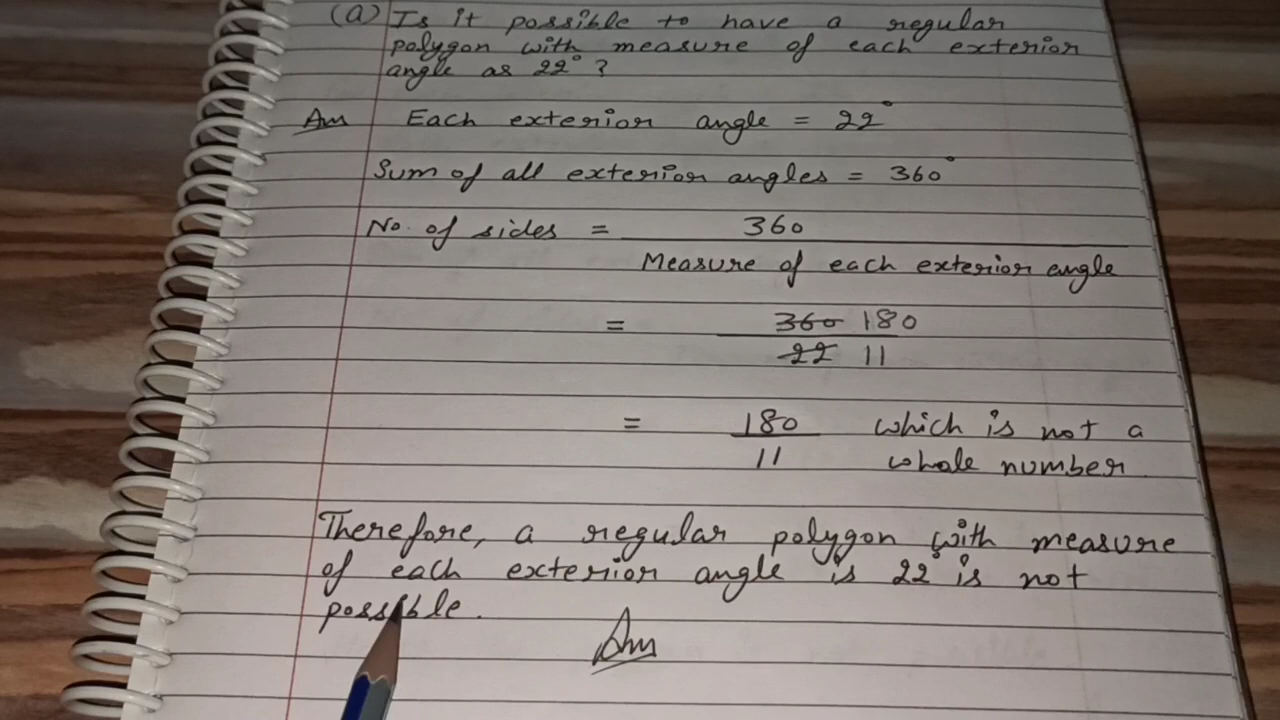 (a) Is it possible to have a regular
polygon with measure of each exterior
angle as 22° ?
Ans Each exterior angle = 22°
Sum of all exterior angles = 360°
No. of sides = 360
Measure of each exterior angle
= 360 180
22 11
= 180 which is not a
11 whole number
Therefore, a regular polygon with measure
of each exterior angle is 22° is not
possible.
Ans